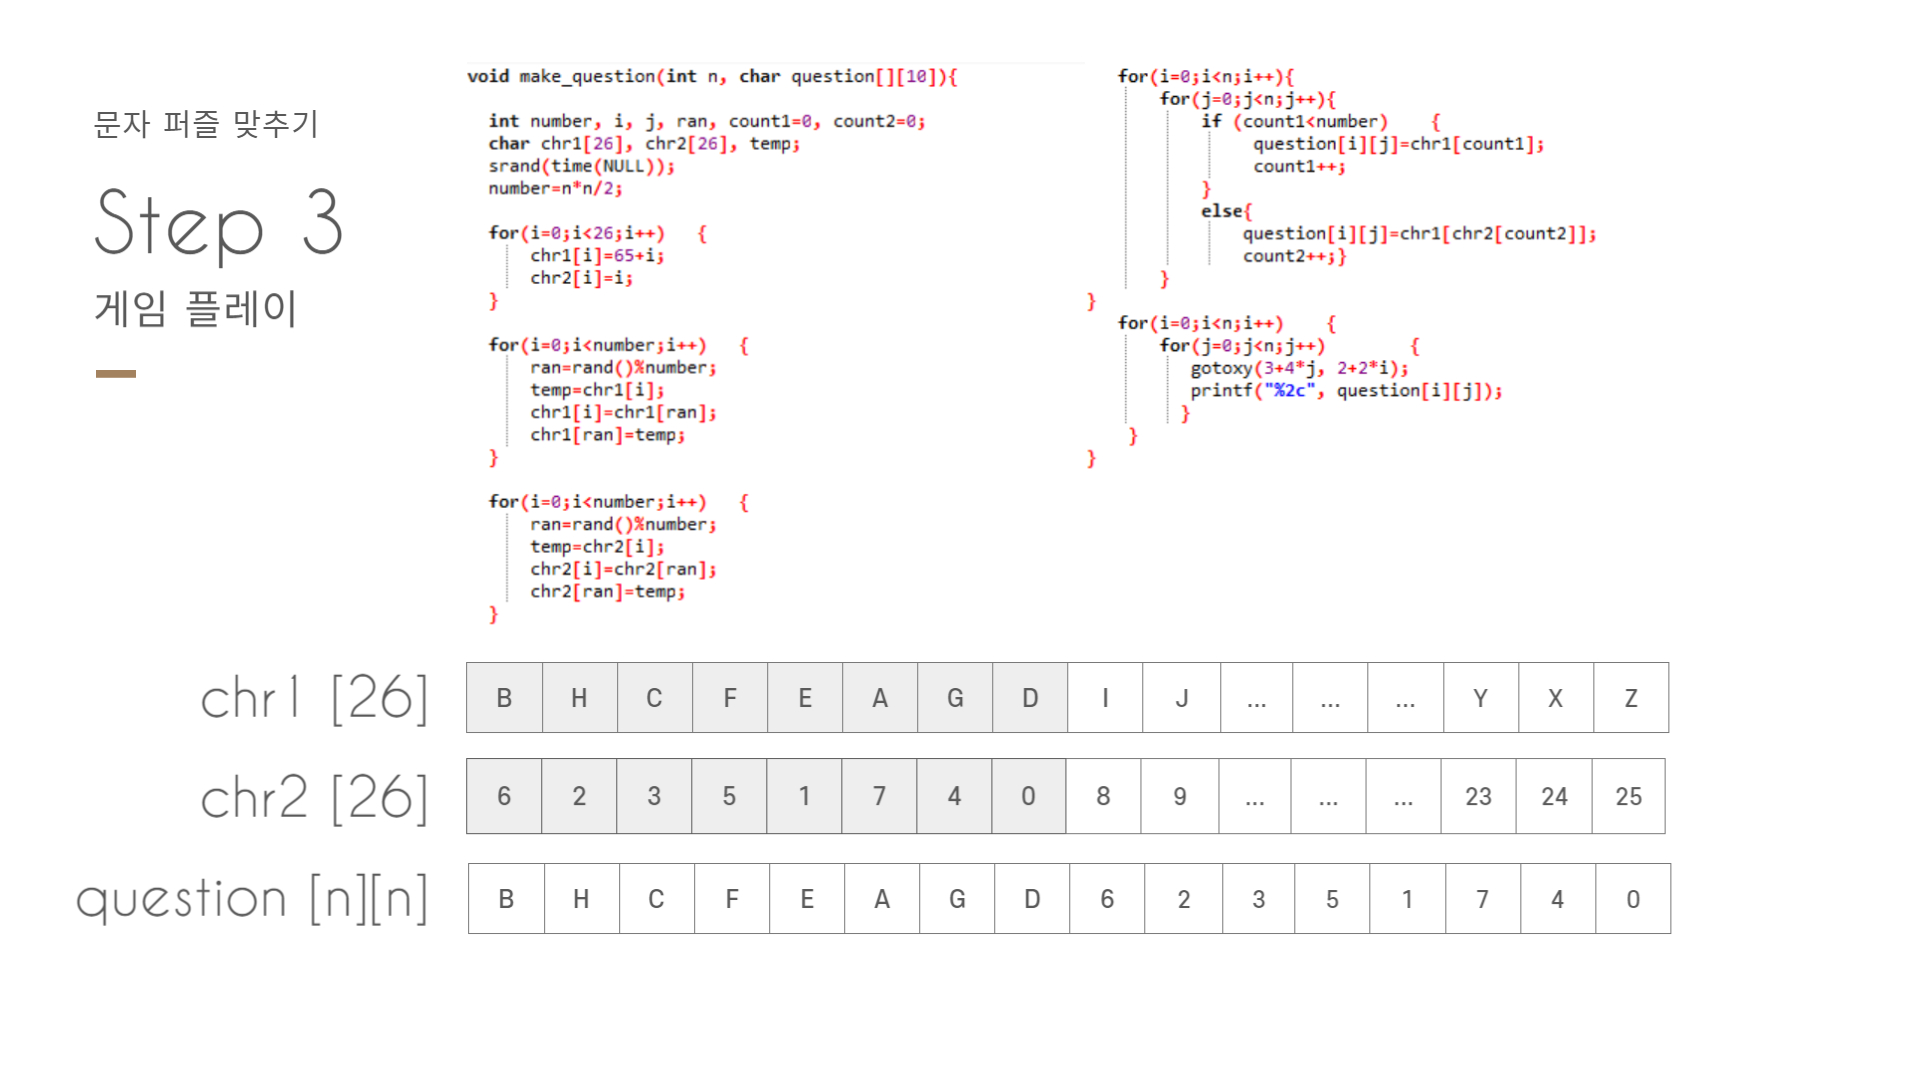 문자 퍼즐 맞추기
Step 3
게임 플레이
void make_question(int n, char question[][10]){
int number, i, j, ran, count1=0, count2=0;
char chr1[26], chr2[26], temp;
srand(time(NULL));
number=n*n/2;
for(i=0;i<26;i++) {
chr1[i]=65+i;
chr2[i]=i;
}
for(i=0;i<number;i++) {
ran=rand()%number;
temp=chr1[i];
chr1[i]=chr1[ran];
chr1[ran]=temp;
}
for(i=0;i<number;i++) {
ran=rand()%number;
temp=chr2[i];
chr2[i]=chr2[ran];
chr2[ran]=temp;
}
for(i=0;i<n;i++){
for(j=0;j<n;j++){
if (count1<number) {
question[i][j]=chr1[count1];
count1++;
}
else{
question[i][j]=chr1[chr2[count2]];
count2++;}
}
}
for(i=0;i<n;i++) {
for(j=0;j<n;j++) {
gotoxy(3+4*j, 2+2*i);
printf("%2c", question[i][j]);
}
}
}
chr1 [26] B H C F E A G D I J ... ... ... Y X Z
chr2 [26] 6 2 3 5 1 7 4 0 8 9 ... ... ... 23 24 25
question [n][n] B H C F E A G D 6 2 3 5 1 7 4 0